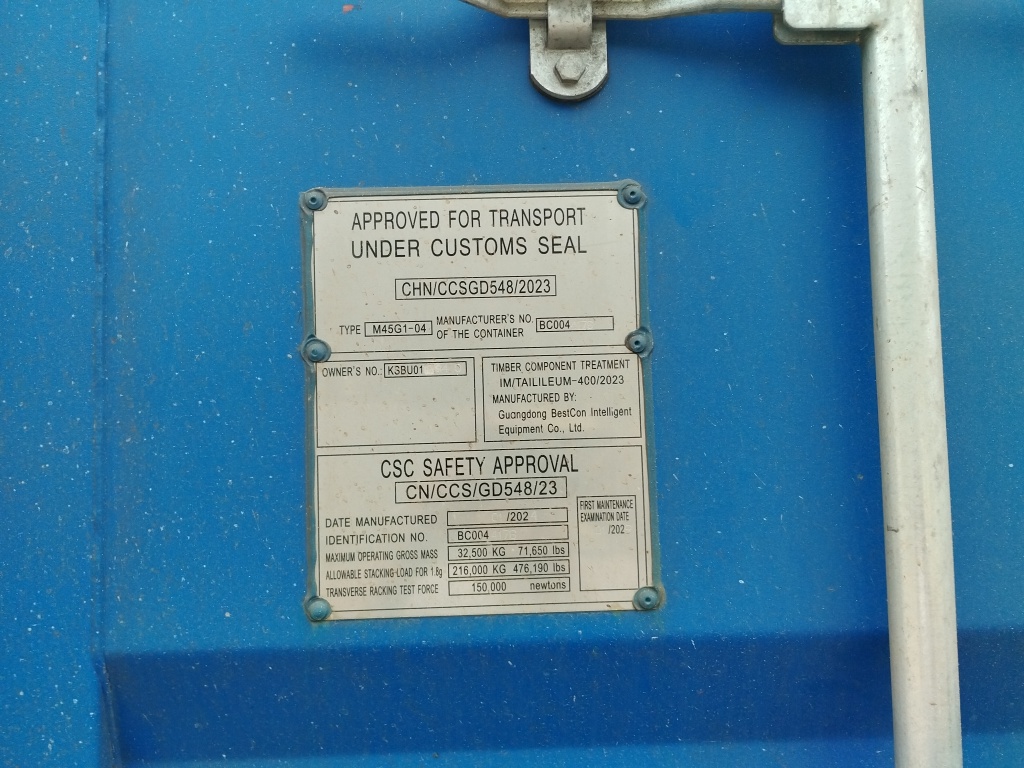 APPROVED FOR TRANSPORT
UNDER CUSTOMS SEAL
CHN/CCSGD548/2023
TYPE M45G1-04 MANUFACTURER'S NO. OF THE CONTAINER BC004
OWNER'S NO.: K3BU01
TIMBER COMPONENT TREATMENT
IM/TAILILEUM-400/2023
MANUFACTURED BY:
Guangdong BestCon Intelligent
Equipment Co., Ltd.
CSC SAFETY APPROVAL
CN/CCS/GD548/23
DATE MANUFACTURED /202
IDENTIFICATION NO. BC004
MAXIMUM OPERATING GROSS MASS 32,500 KG 71,650 lbs
ALLOWABLE STACKING-LOAD FOR 1.8g 216,000 KG 476,190 lbs
TRANSVERSE RACKING TEST FORCE 150,000 newtons
FIRST MAINTENANCE
EXAMINATION DATE
/202